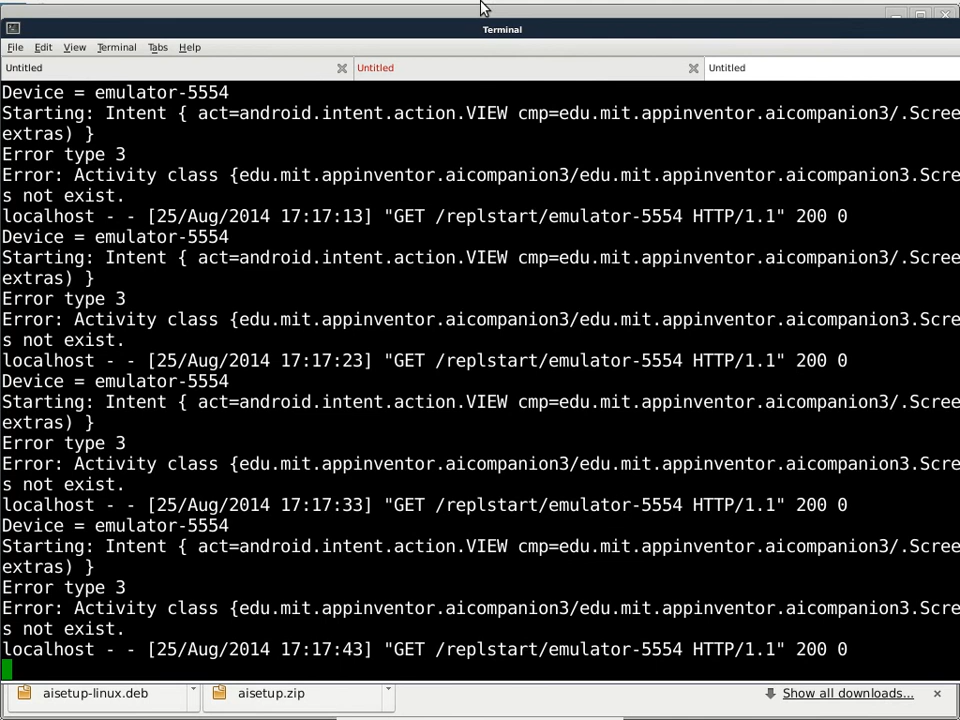 Terminal
File Edit View Terminal Tabs Help
Untitled Untitled Untitled
Device = emulator-5554
Starting: Intent { act=android.intent.action.VIEW cmp=edu.mit.appinventor.aicompanion3/.Scree
extras) }
Error type 3
Error: Activity class {edu.mit.appinventor.aicompanion3/edu.mit.appinventor.aicompanion3.Scre
s not exist.
localhost - - [25/Aug/2014 17:17:13] "GET /replstart/emulator-5554 HTTP/1.1" 200 0
Device = emulator-5554
Starting: Intent { act=android.intent.action.VIEW cmp=edu.mit.appinventor.aicompanion3/.Scree
extras) }
Error type 3
Error: Activity class {edu.mit.appinventor.aicompanion3/edu.mit.appinventor.aicompanion3.Scre
s not exist.
localhost - - [25/Aug/2014 17:17:23] "GET /replstart/emulator-5554 HTTP/1.1" 200 0
Device = emulator-5554
Starting: Intent { act=android.intent.action.VIEW cmp=edu.mit.appinventor.aicompanion3/.Scree
extras) }
Error type 3
Error: Activity class {edu.mit.appinventor.aicompanion3/edu.mit.appinventor.aicompanion3.Scre
s not exist.
localhost - - [25/Aug/2014 17:17:33] "GET /replstart/emulator-5554 HTTP/1.1" 200 0
Device = emulator-5554
Starting: Intent { act=android.intent.action.VIEW cmp=edu.mit.appinventor.aicompanion3/.Scree
extras) }
Error type 3
Error: Activity class {edu.mit.appinventor.aicompanion3/edu.mit.appinventor.aicompanion3.Scre
s not exist.
localhost - - [25/Aug/2014 17:17:43] "GET /replstart/emulator-5554 HTTP/1.1" 200 0
aisetup-linux.deb aisetup.zip Show all downloads...